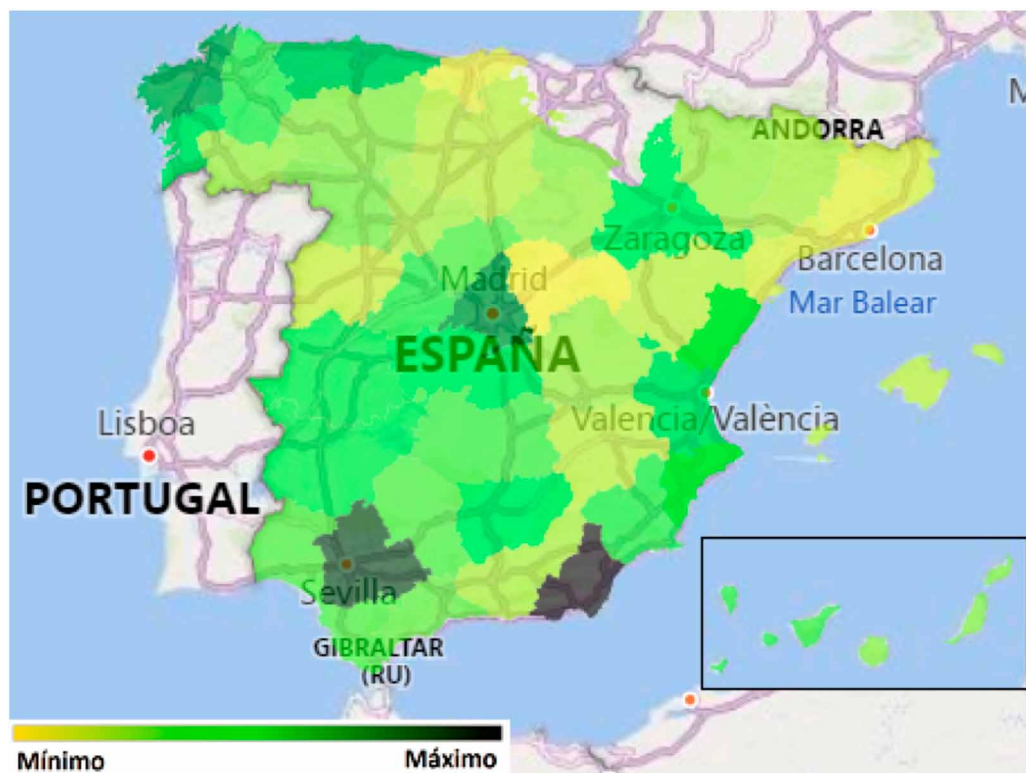 M
ANDORRA
Zaragoza
Barcelona
Madrid
Mar Balear
ESPAÑA
Lisboa
Valencia/València
PORTUGAL
Sevilla
GIBRALTAR
(RU)
Mínimo
Máximo